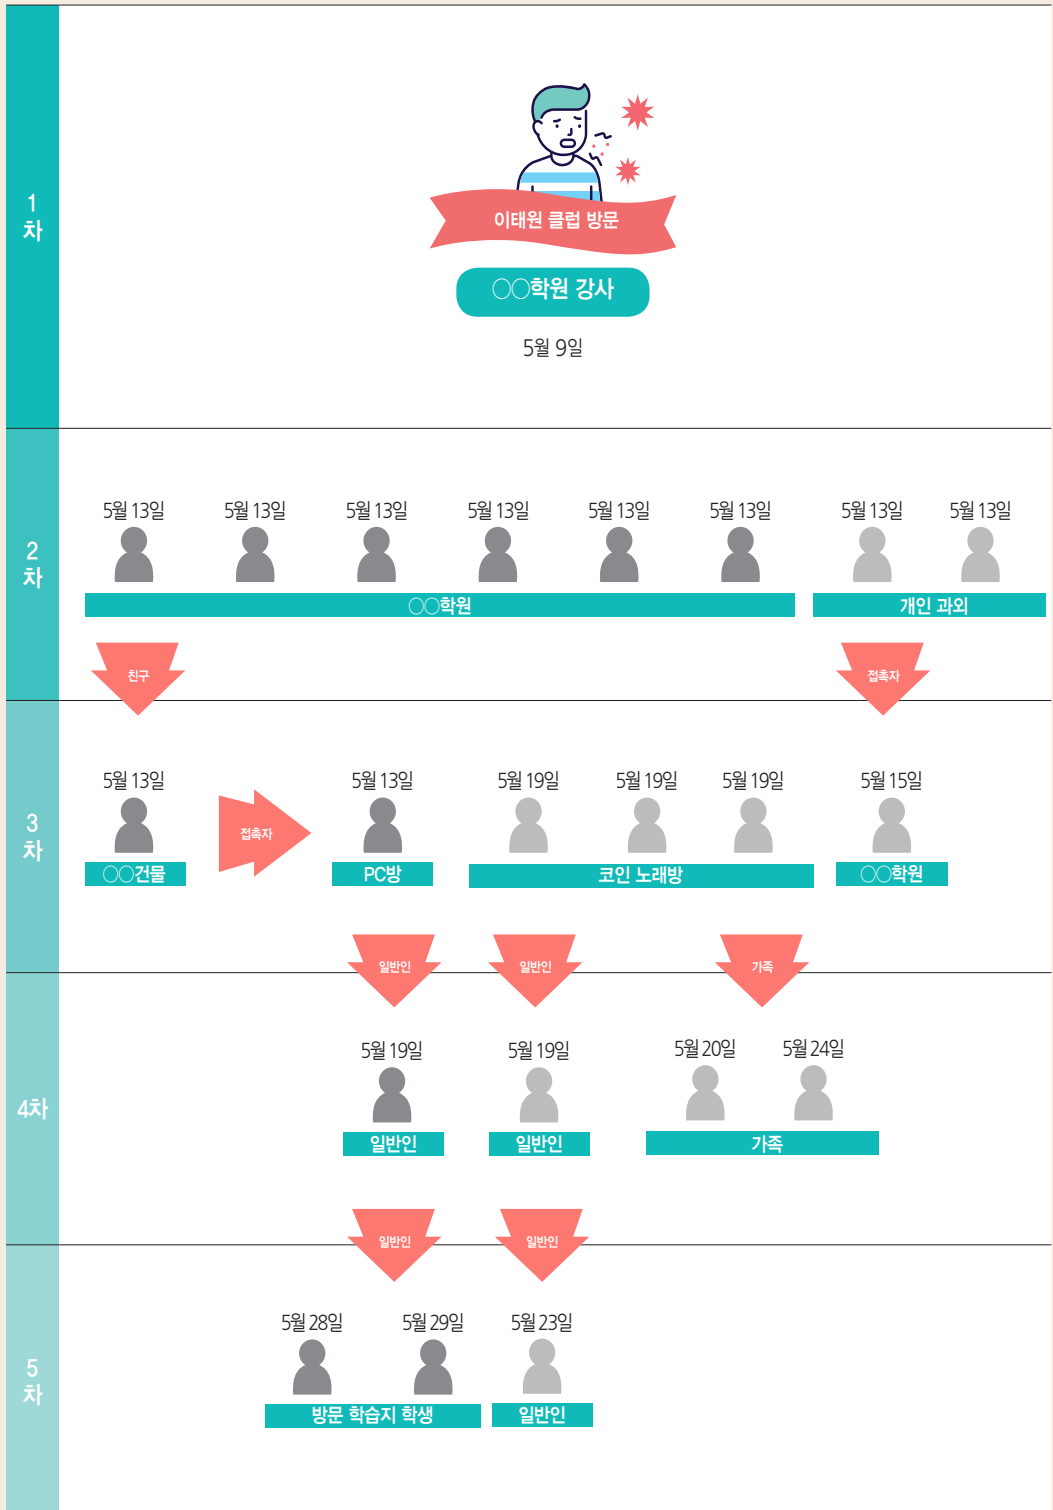 1
차
이태원 클럽 방문
○○학원 강사
5월 9일
2
차
5월 13일 5월 13일 5월 13일 5월 13일 5월 13일 5월 13일 5월 13일 5월 13일
○○학원 개인 과외
친구 접촉자
3
차
5월 13일 5월 13일 5월 19일 5월 19일 5월 19일 5월 15일
접촉자
○○건물 PC방 코인 노래방 ○○학원
일반인 일반인 가족
4차
5월 19일 5월 19일 5월 20일 5월 24일
일반인 일반인 가족
일반인 일반인
5
차
5월 28일 5월 29일 5월 23일
방문 학습지 학생 일반인